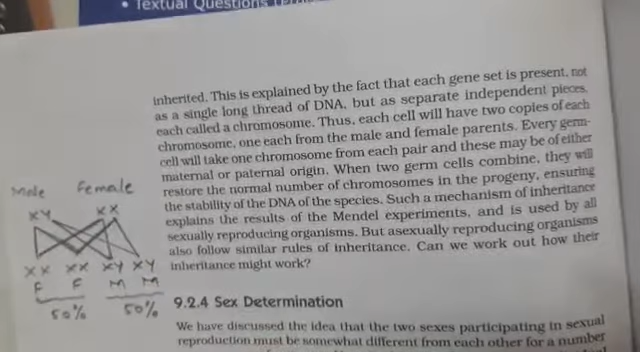 • Textual Questions
inherited. This is explained by the fact that each gene set is present, not
as a single long thread of DNA, but as separate independent pieces,
each called a chromosome. Thus, each cell will have two copies of each
chromosome, one each from the male and female parents. Every germ-
cell will take one chromosome from each pair and these may be of either
maternal or paternal origin. When two germ cells combine, they will
restore the normal number of chromosomes in the progeny, ensuring
the stability of the DNA of the species. Such a mechanism of inheritance
explains the results of the Mendel experiments, and is used by all
sexually reproducing organisms. But asexually reproducing organisms
also follow similar rules of inheritance. Can we work out how their
inheritance might work?
Male Female
XY XX
XX XX XY XY
F F M M
50% 50%
9.2.4 Sex Determination
We have discussed the idea that the two sexes participating in sexual
reproduction must be somewhat different from each other for a number